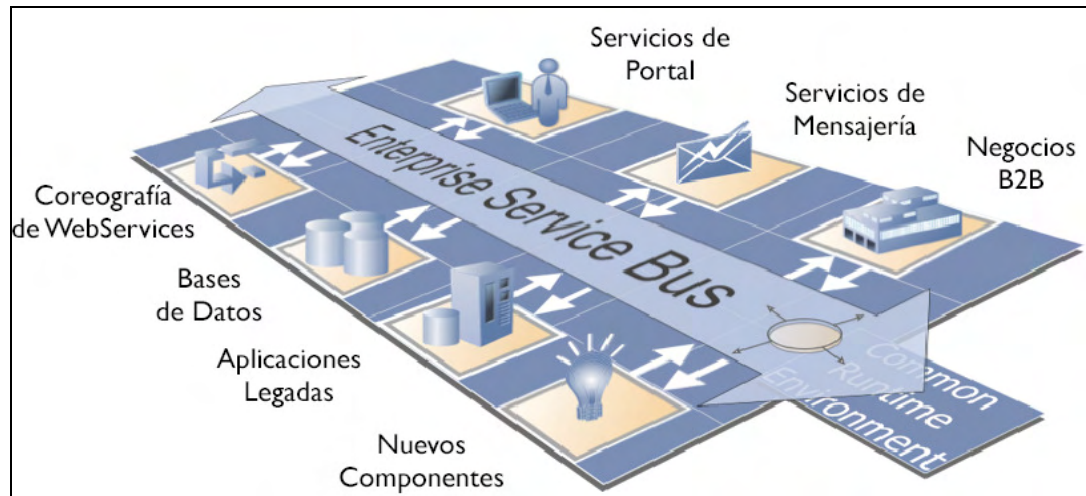 Servicios de
Portal
Servicios de
Mensajería
Negocios
B2B
Enterprise Service Bus
Coreografía
de WebServices
Bases
de Datos
Aplicaciones
Legadas
Nuevos
Componentes
Common
Runtime
Environment